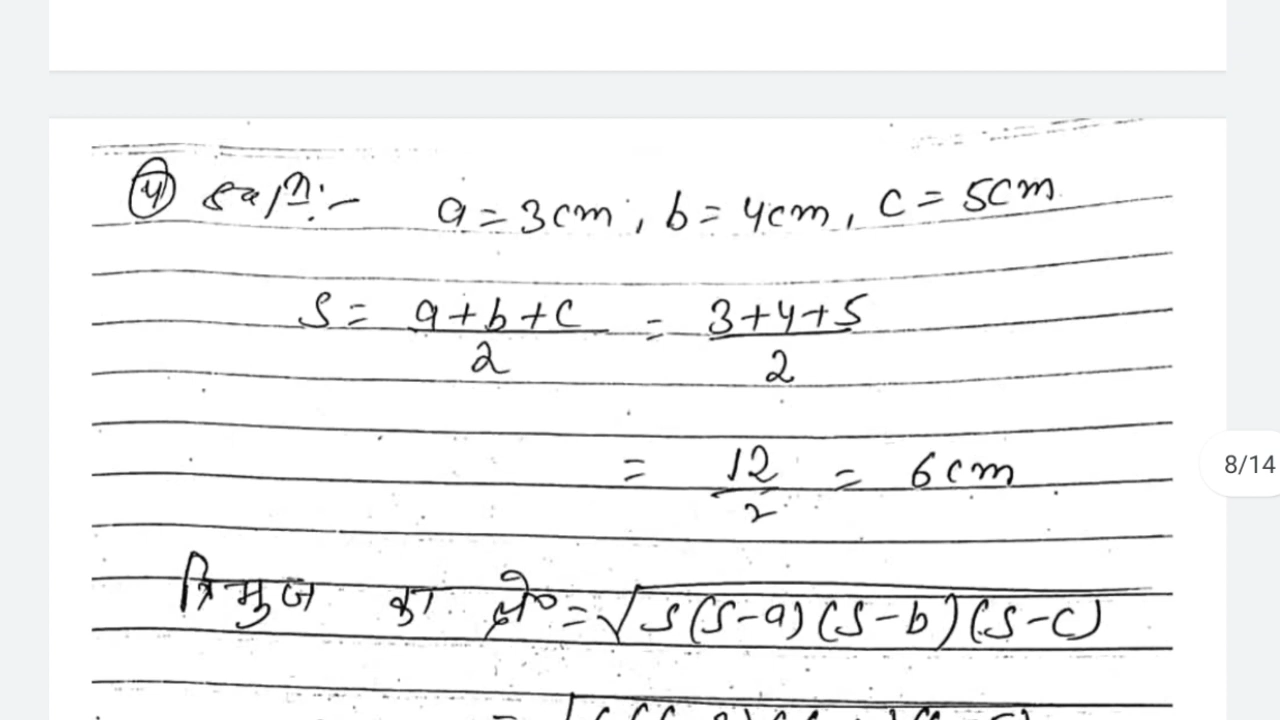 ④ हल :- a = 3cm, b = 4cm, c = 5cm
S = a+b+c/2 = 3+4+5/2
= 12/2 = 6cm
8/14
त्रिभुज का क्षे० = √s(s-a)(s-b)(s-c)